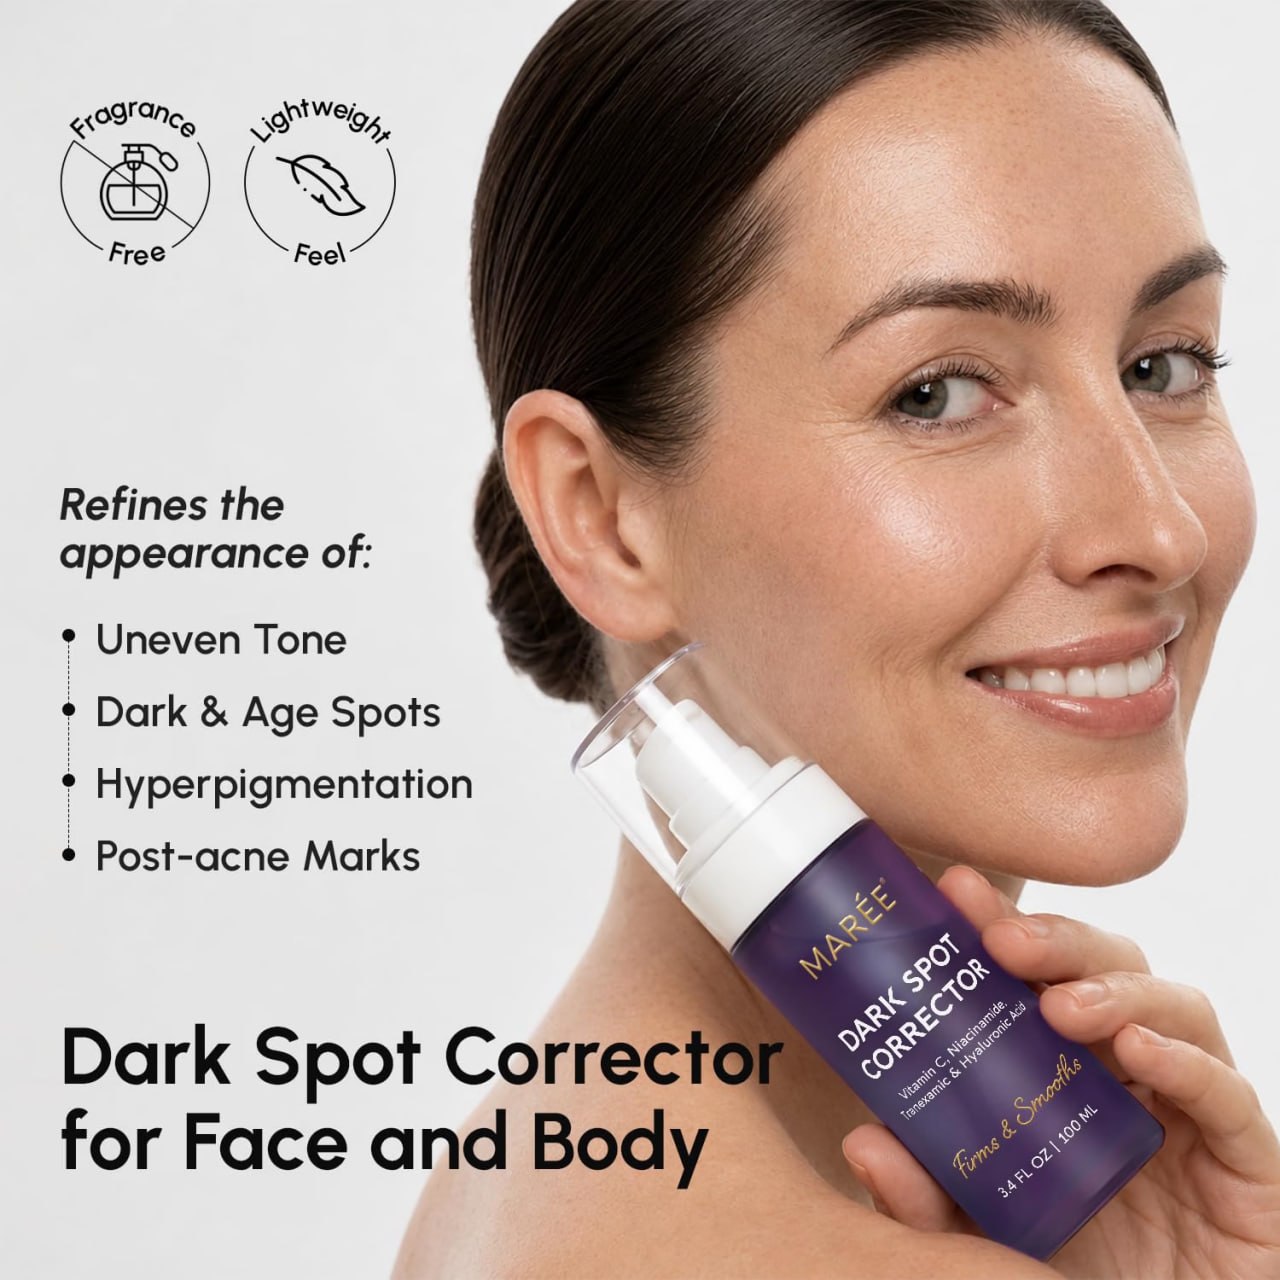 Fragrance
Free
Lightweight
Feel
Refines the
appearance of:
Uneven Tone
Dark & Age Spots
Hyperpigmentation
Post-acne Marks
Dark Spot Corrector
for Face and Body
MARÉE®
DARK SPOT
CORRECTOR
Vitamin C, Niacinamide,
Tranexamic & Hyaluronic Acid
Firms & Smooths
3.4 FL OZ | 100 ML